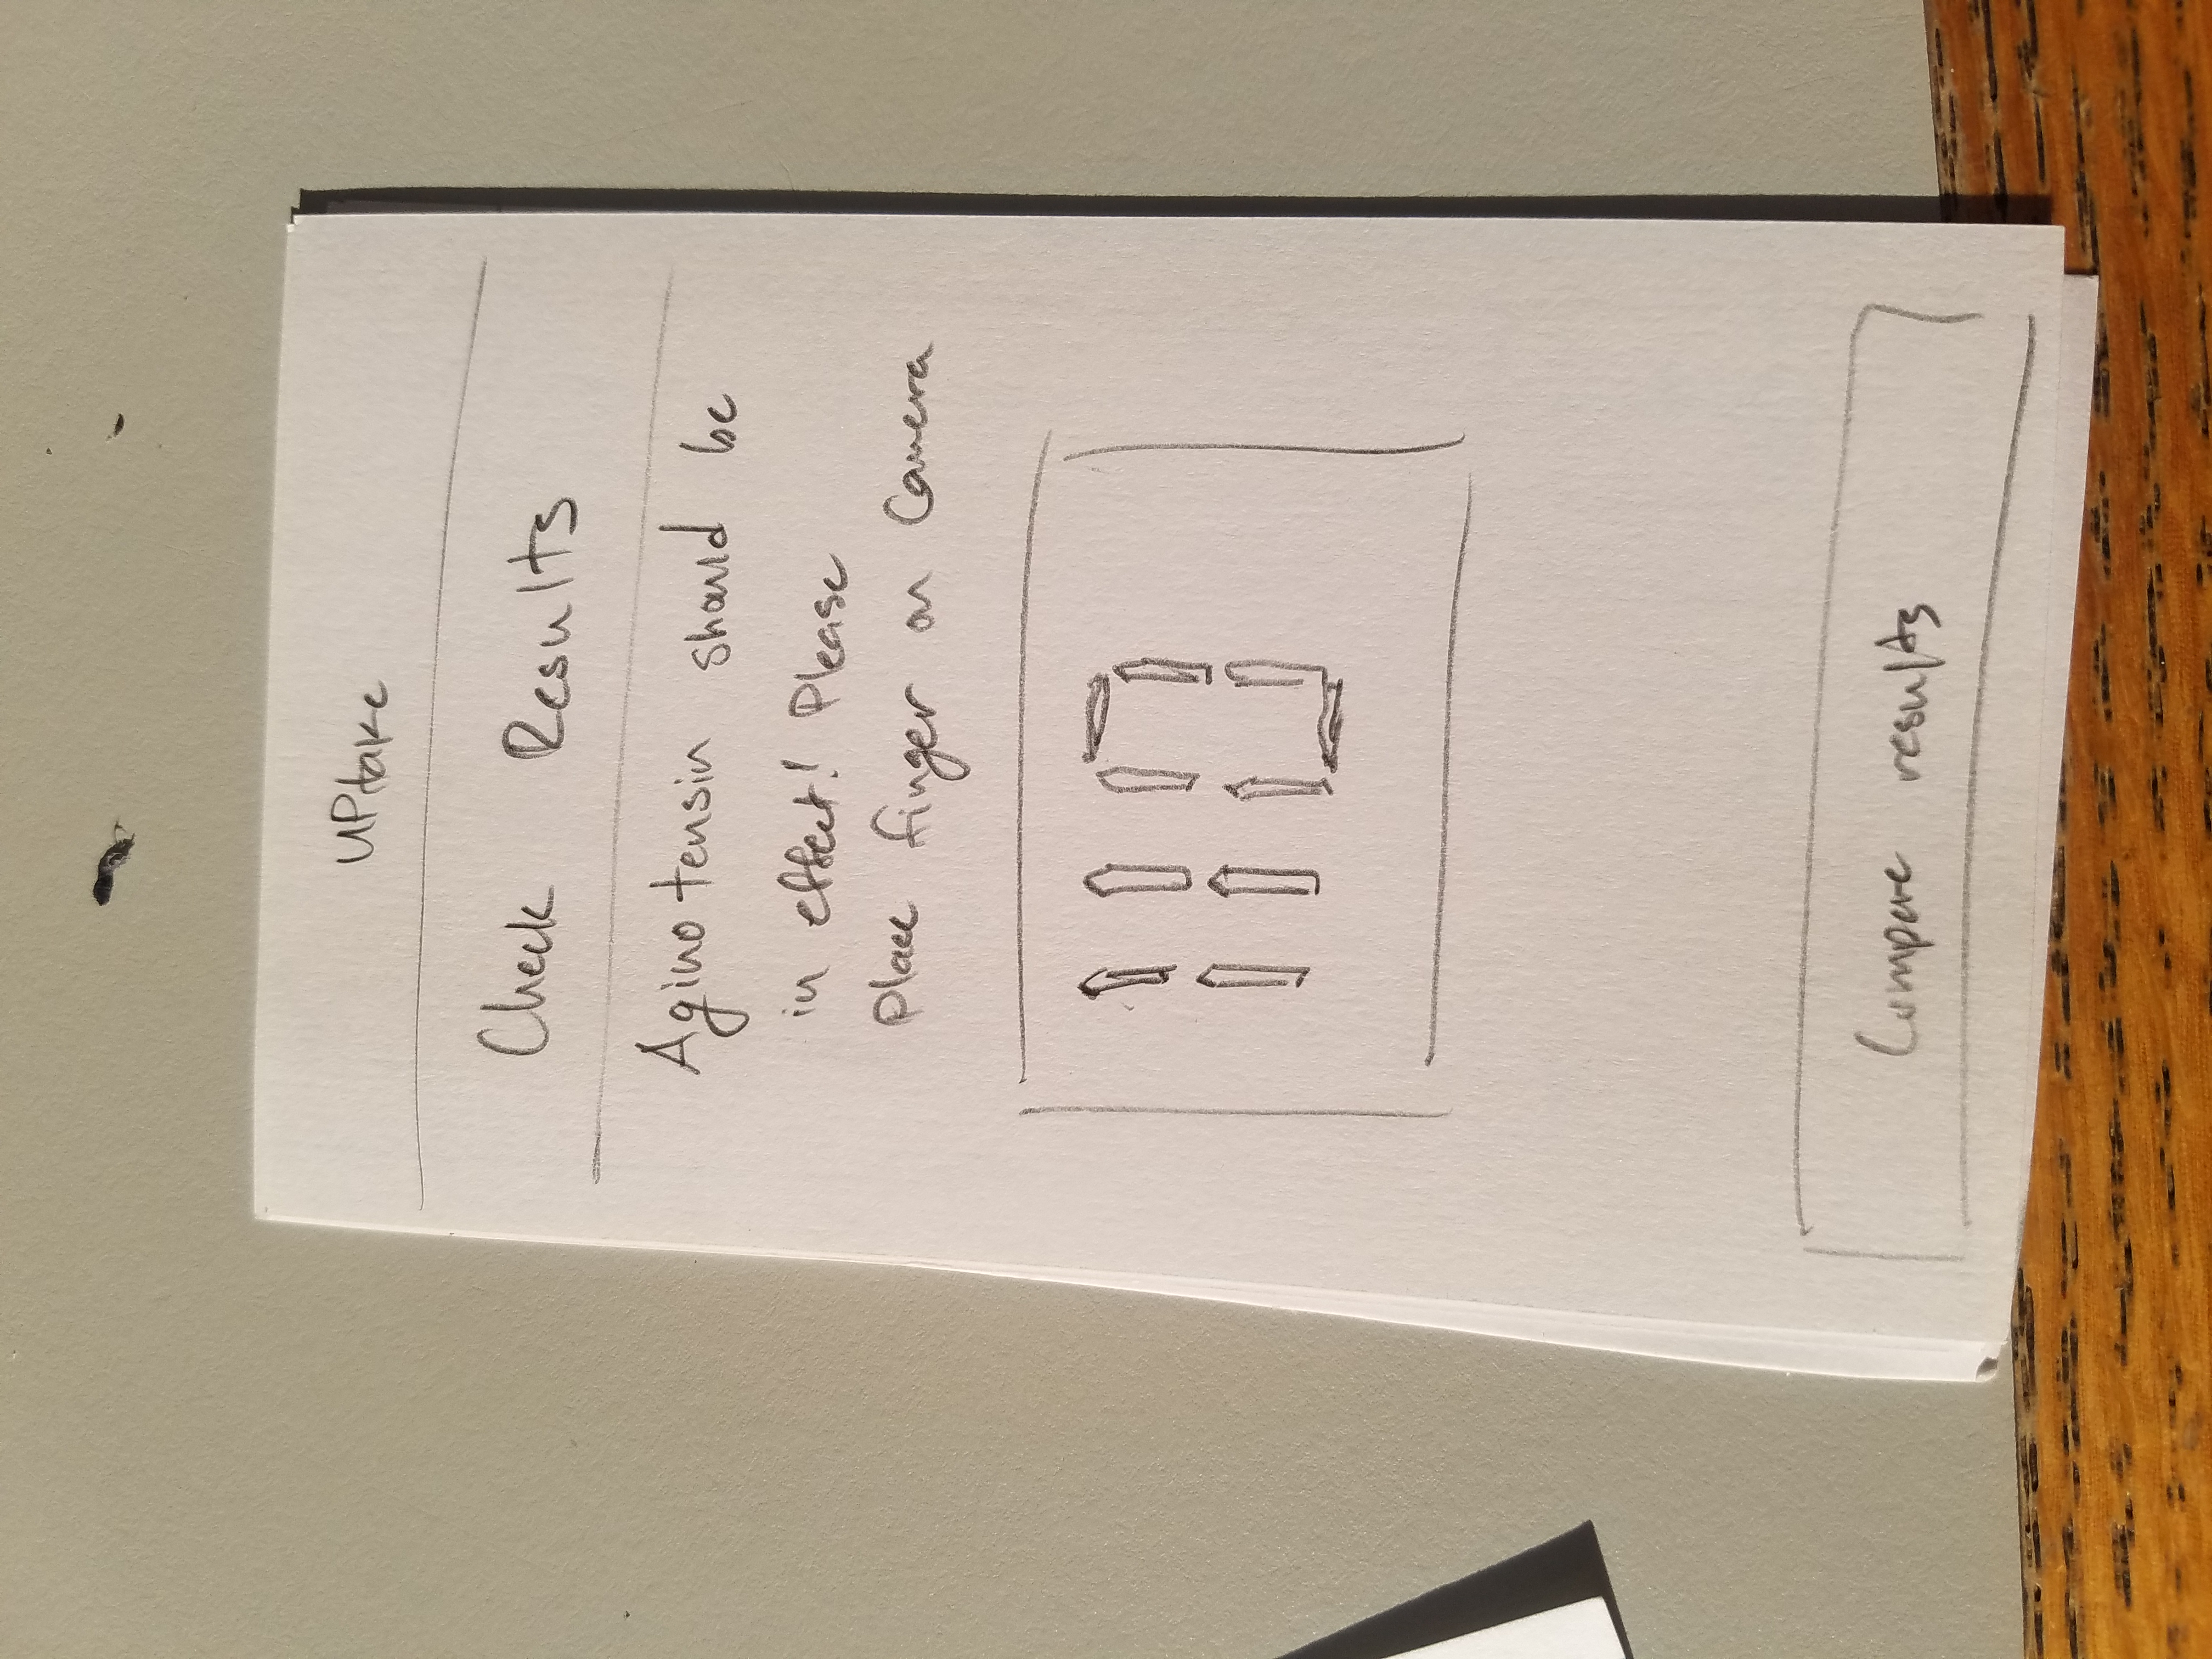 UPtake
Check Results
Aginotensin should be
in effect! Please
Place finger on Camera
110
Compare results